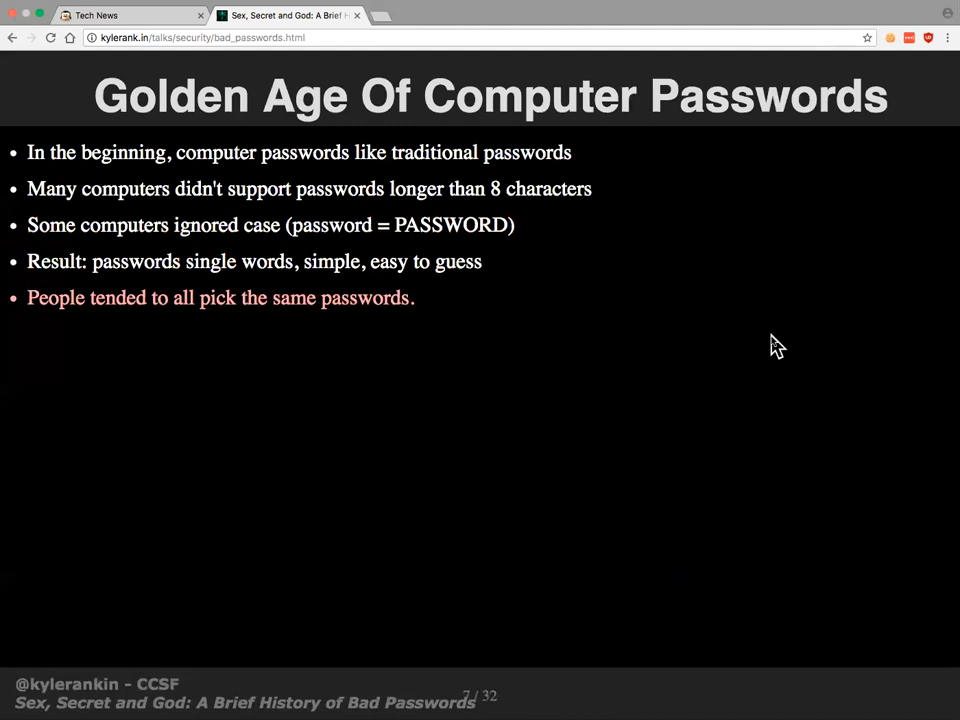 Tech News
Sex, Secret and God: A Brief H
kylerank.in/talks/security/bad_passwords.html
Golden Age Of Computer Passwords
• In the beginning, computer passwords like traditional passwords
• Many computers didn't support passwords longer than 8 characters
• Some computers ignored case (password = PASSWORD)
• Result: passwords single words, simple, easy to guess
• People tended to all pick the same passwords.
@kylerankin - CCSF
Sex, Secret and God: A Brief History of Bad Passwords
7 / 32